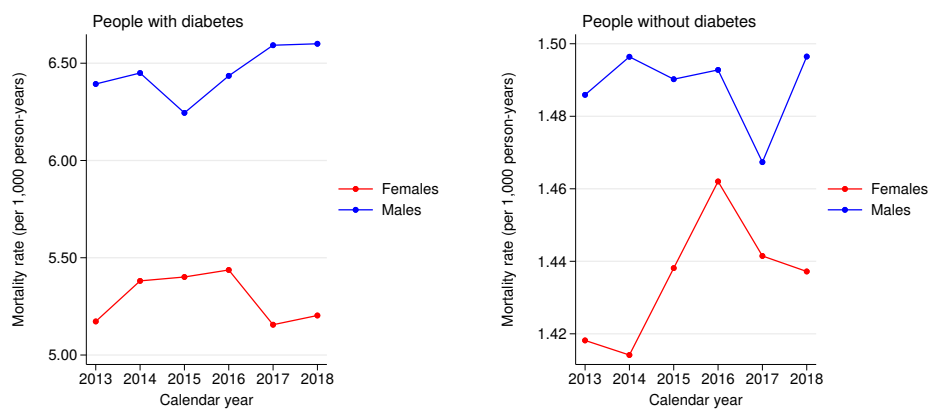 People with diabetes
Mortality rate (per 1,000 person-years)
6.50
6.00
5.50
5.00
2013 2014 2015 2016 2017 2018
Calendar year
Females
Males
People without diabetes
Mortality rate (per 1,000 person-years)
1.50
1.48
1.46
1.44
1.42
2013 2014 2015 2016 2017 2018
Calendar year
Females
Males